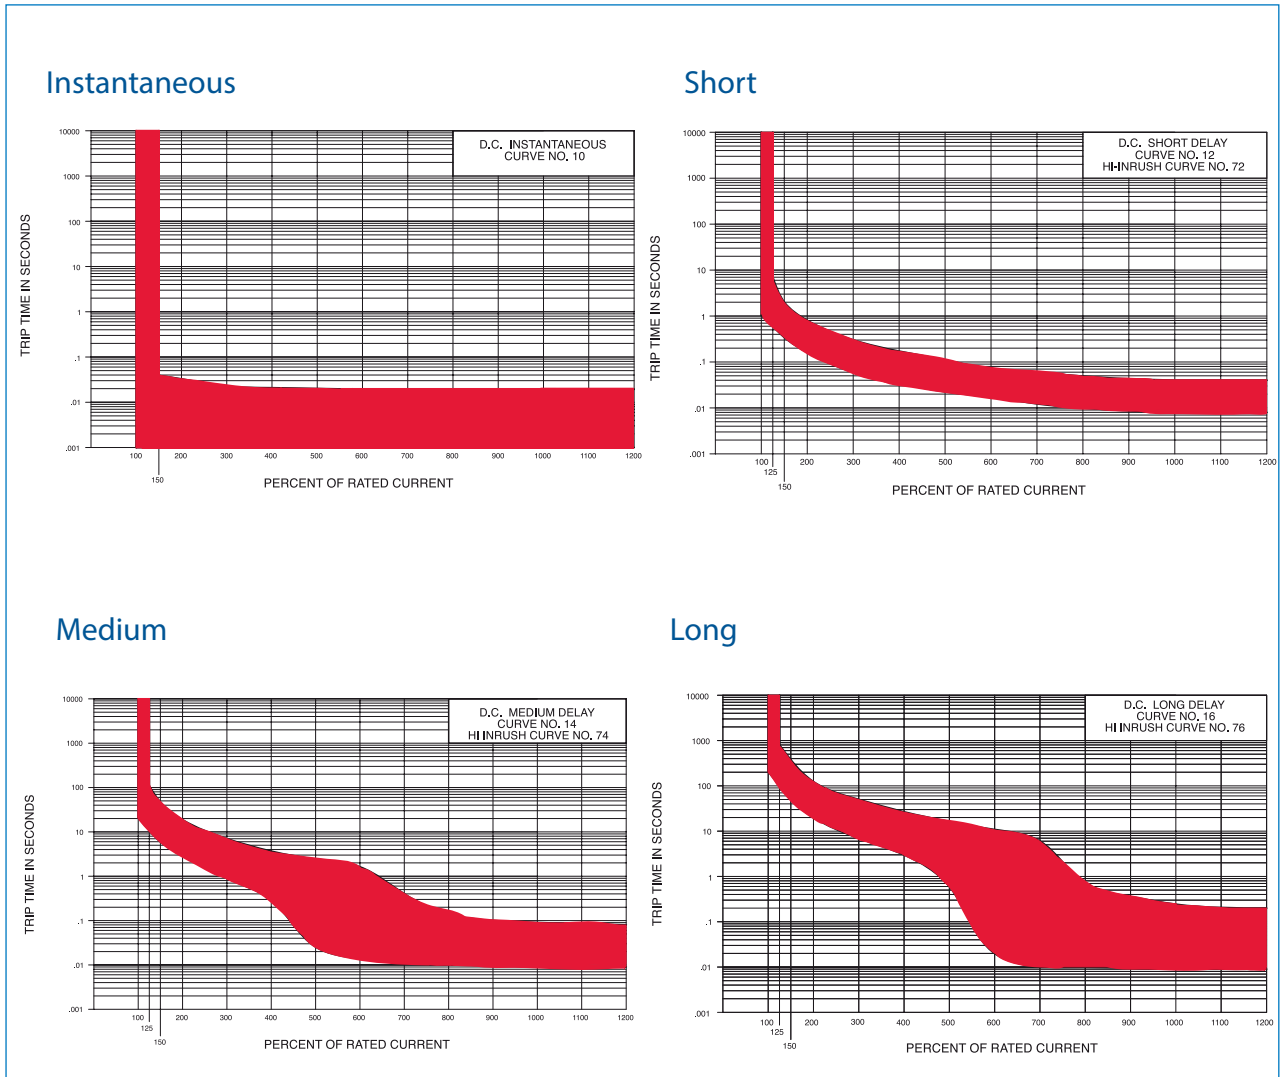 Instantaneous
D.C. INSTANTANEOUS
CURVE NO. 10
TRIP TIME IN SECONDS
10000
1000
100
10
1
.1
.01
.001
100 200 300 400 500 600 700 800 900 1000 1100 1200
150
PERCENT OF RATED CURRENT
Short
D.C. SHORT DELAY
CURVE NO. 12
HI-INRUSH CURVE NO. 72
TRIP TIME IN SECONDS
10000
1000
100
10
1
.1
.01
.001
100 200 300 400 500 600 700 800 900 1000 1100 1200
125
150
PERCENT OF RATED CURRENT
Medium
D.C. MEDIUM DELAY
CURVE NO. 14
HI INRUSH CURVE NO. 74
TRIP TIME IN SECONDS
10000
1000
100
10
1
.1
.01
.001
100 200 300 400 500 600 700 800 900 1000 1100 1200
125
150
PERCENT OF RATED CURRENT
Long
D.C. LONG DELAY
CURVE NO. 16
HI INRUSH CURVE NO. 76
TRIP TIME IN SECONDS
10000
1000
100
10
1
.1
.01
.001
100 200 300 400 500 600 700 800 900 1000 1100 1200
125
150
PERCENT OF RATED CURRENT